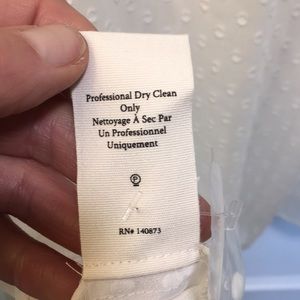 Professional Dry Clean
Only
Nettoyage À Sec Par
Un Professionnel
Uniquement
P
RN# 140873